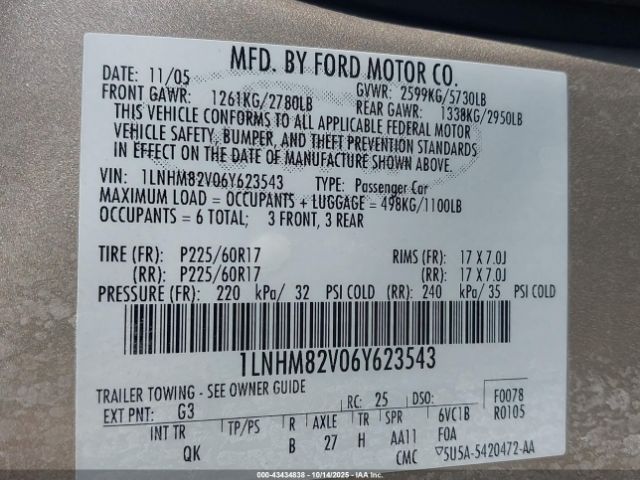 MFD. BY FORD MOTOR CO.
DATE: 11/05 GVWR: 2599KG/5730LB
FRONT GAWR: 1261KG/2780LB REAR GAWR: 1338KG/2950LB
THIS VEHICLE CONFORMS TO ALL APPLICABLE FEDERAL MOTOR
VEHICLE SAFETY, BUMPER, AND THEFT PREVENTION STANDARDS
IN EFFECT ON THE DATE OF MANUFACTURE SHOWN ABOVE.
VIN: 1LNHM82V06Y623543 TYPE: Passenger Car
MAXIMUM LOAD = OCCUPANTS + LUGGAGE = 498KG/1100LB
OCCUPANTS = 6 TOTAL; 3 FRONT, 3 REAR
TIRE (FR): P225/60R17 RIMS (FR): 17 X 7.0J
(RR): P225/60R17 (RR): 17 X 7.0J
PRESSURE (FR): 220 kPa/ 32 PSI COLD (RR): 240 kPa/ 35 PSI COLD
1LNHM82V06Y623543
TRAILER TOWING - SEE OWNER GUIDE
EXT PNT: G3 RC: 25 DSO: F0078
R0105
INT TR TP/PS R AXLE TR SPR 6VC1B
QK B 27 H AA11 F0A
CMC ▽5U5A-5420472-AA
000-43434838 - 10/14/2025 - IAAI.COM